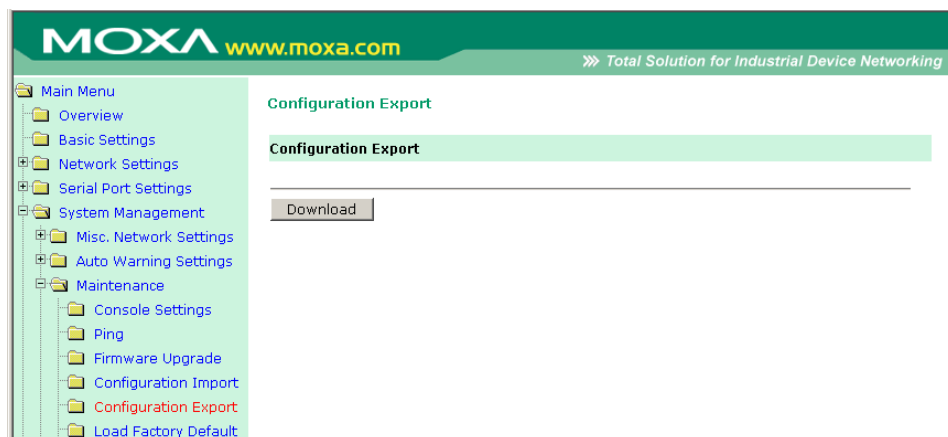 MOXA www.moxa.com
Total Solution for Industrial Device Networking
Main Menu
Overview
Basic Settings
Network Settings
Serial Port Settings
System Management
Misc. Network Settings
Auto Warning Settings
Maintenance
Console Settings
Ping
Firmware Upgrade
Configuration Import
Configuration Export
Load Factory Default
Configuration Export
Configuration Export
Download